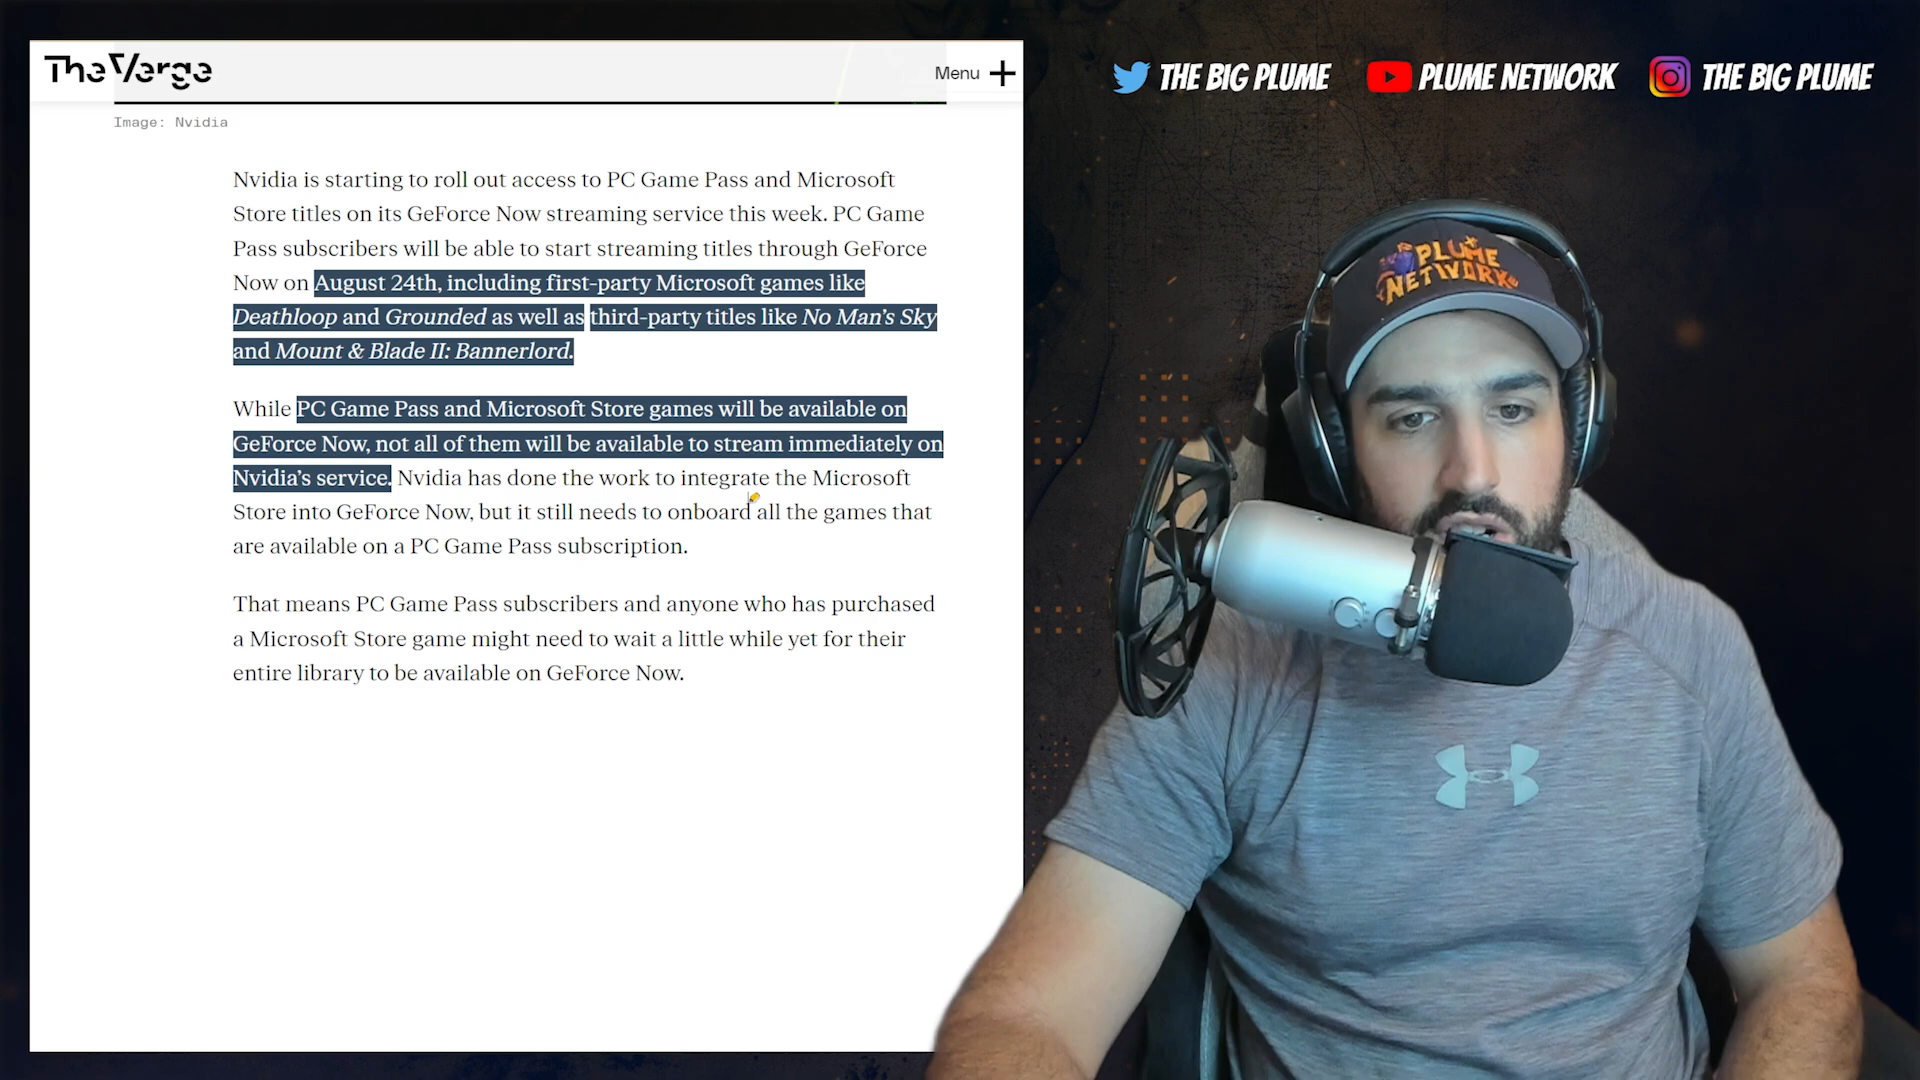 The Verge
Menu
THE BIG PLUME
PLUME NETWORK
THE BIG PLUME
Image: Nvidia
Nvidia is starting to roll out access to PC Game Pass and Microsoft
Store titles on its GeForce Now streaming service this week. PC Game
Pass subscribers will be able to start streaming titles through GeForce
Now on August 24th, including first-party Microsoft games like
Deathloop and Grounded as well as third-party titles like No Man's Sky
and Mount & Blade II: Bannerlord.
While PC Game Pass and Microsoft Store games will be available on
GeForce Now, not all of them will be available to stream immediately on
Nvidia's service. Nvidia has done the work to integrate the Microsoft
Store into GeForce Now, but it still needs to onboard all the games that
are available on a PC Game Pass subscription.
That means PC Game Pass subscribers and anyone who has purchased
a Microsoft Store game might need to wait a little while yet for their
entire library to be available on GeForce Now.
PLUME
NETWORK